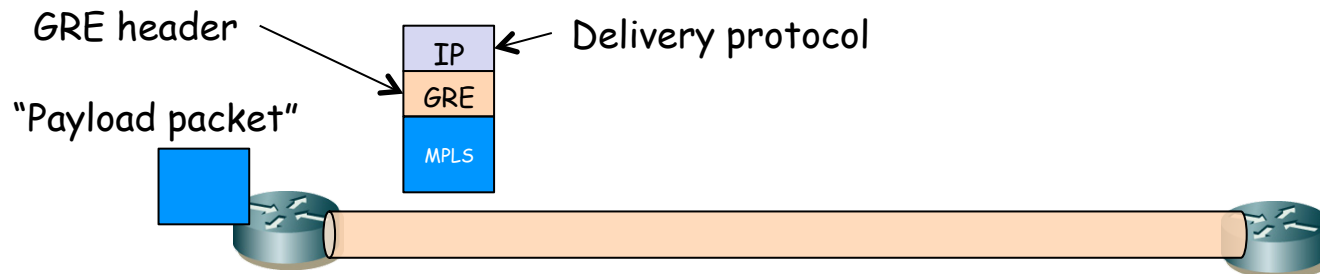 GRE header
IP
Delivery protocol
GRE
“Payload packet”
MPLS